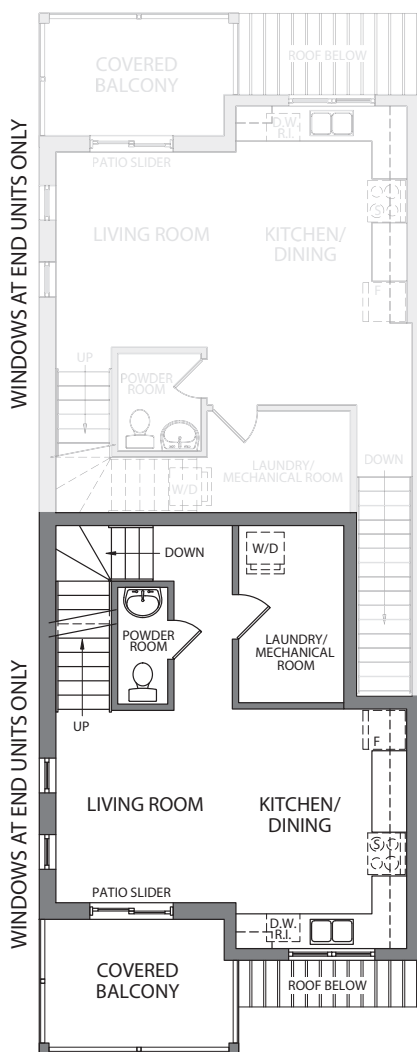 COVERED
BALCONY
ROOF BELOW
D.W.
R.I.
PATIO SLIDER
WINDOWS AT END UNITS ONLY
LIVING ROOM
KITCHEN/
DINING
S
F
UP
POWDER
ROOM
LAUNDRY/
MECHANICAL ROOM
DOWN
W/D
DOWN
W/D
POWDER
ROOM
LAUNDRY/
MECHANICAL
ROOM
UP
F
WINDOWS AT END UNITS ONLY
LIVING ROOM
KITCHEN/
DINING
S
PATIO SLIDER
D.W.
R.I.
COVERED
BALCONY
ROOF BELOW